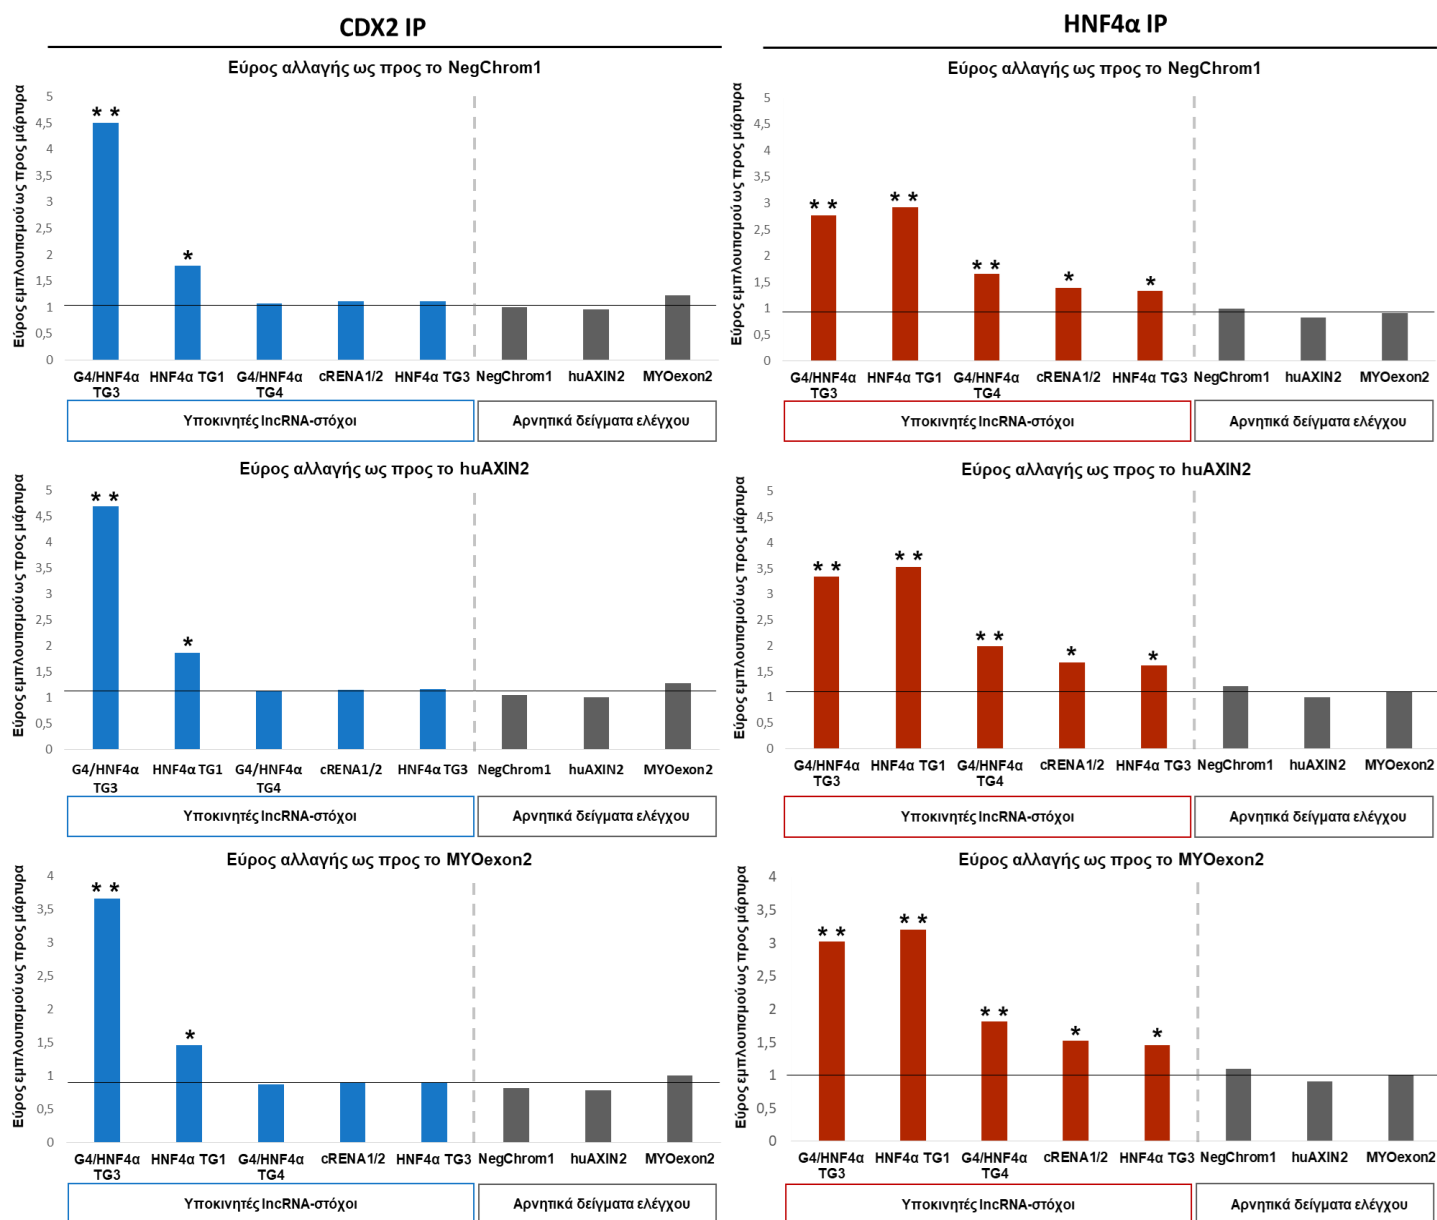 CDX2 IP
Εύρος αλλαγής ως προς το NegChrom1
Εύρος εμπλουτισμού ως προς μάρτυρα
5
4,5
4
3,5
3
2,5
2
1,5
1
0,5
0
* *
*
G4/HNF4α TG3
HNF4α TG1
G4/HNF4α TG4
cRENA1/2
HNF4α TG3
NegChrom1
huAXIN2
MYOexon2
Υποκινητές lncRNA-στόχοι
Αρνητικά δείγματα ελέγχου
HNF4α IP
Εύρος αλλαγής ως προς το NegChrom1
Εύρος εμπλουτισμού ως προς μάρτυρα
5
4,5
4
3,5
3
2,5
2
1,5
1
0,5
0
* *
* *
* *
*
*
G4/HNF4α TG3
HNF4α TG1
G4/HNF4α TG4
cRENA1/2
HNF4α TG3
NegChrom1
huAXIN2
MYOexon2
Υποκινητές lncRNA-στόχοι
Αρνητικά δείγματα ελέγχου
Εύρος αλλαγής ως προς το huAXIN2
Εύρος εμπλουτισμού ως προς μάρτυρα
5
4,5
4
3,5
3
2,5
2
1,5
1
0,5
0
* *
*
G4/HNF4α TG3
HNF4α TG1
G4/HNF4α TG4
cRENA1/2
HNF4α TG3
NegChrom1
huAXIN2
MYOexon2
Υποκινητές lncRNA-στόχοι
Αρνητικά δείγματα ελέγχου
Εύρος αλλαγής ως προς το huAXIN2
Εύρος εμπλουτισμού ως προς μάρσυρα
5
4,5
4
3,5
3
2,5
2
1,5
1
0,5
0
* *
* *
* *
*
*
G4/HNF4α TG3
HNF4α TG1
G4/HNF4α TG4
cRENA1/2
HNF4α TG3
NegChrom1
huAXIN2
MYOexon2
Υποκινητές lncRNA-στόχοι
Αρνητικά δείγματα ελέγχου
Εύρος αλλαγής ως προς το MYOexon2
Εύρος εμπλουτισμού ως προς μάρτυρα
4
3,5
3
2,5
2
1,5
1
0,5
0
* *
*
G4/HNF4α TG3
HNF4α TG1
G4/HNF4α TG4
cRENA1/2
HNF4α TG3
NegChrom1
huAXIN2
MYOexon2
Υποκινητές lncRNA-στόχοι
Αρνητικά δείγματα ελέγχου
Εύρος αλλαγής ως προς το MYOexon2
Εύρος εμπλουτισμού ως προς μάρτυρα
4
3,5
3
2,5
2
1,5
1
0,5
0
* *
* *
* *
*
*
G4/HNF4α TG3
HNF4α TG1
G4/HNF4α TG4
cRENA1/2
HNF4α TG3
NegChrom1
huAXIN2
MYOexon2
Υποκινητές lncRNA-στόχοι
Αρνητικά δείγματα ελέγχου